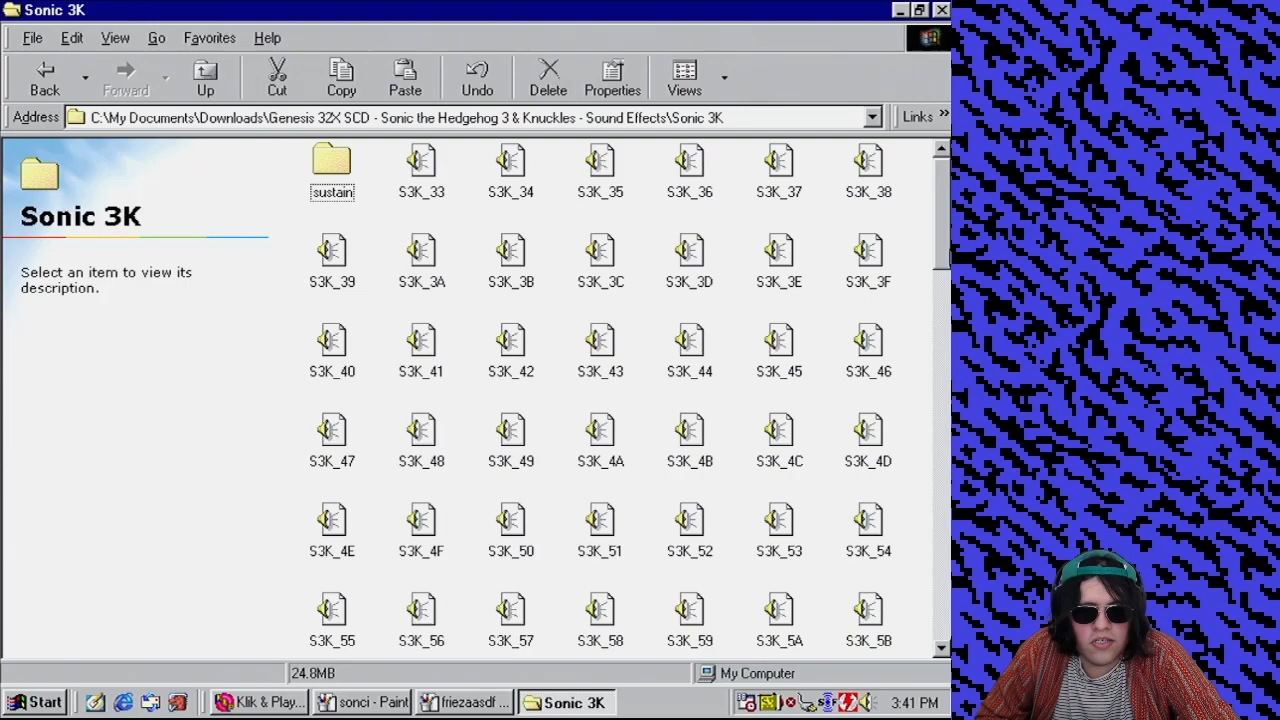 Sonic 3K
File Edit View Go Favorites Help
Back Forward Up Cut Copy Paste Undo Delete Properties Views
Address C:\My Documents\Downloads\Genesis 32X SCD - Sonic the Hedgehog 3 & Knuckles - Sound Effects\Sonic 3K Links »
sustain S3K_33 S3K_34 S3K_35 S3K_36 S3K_37 S3K_38
Sonic 3K
Select an item to view its
description.
S3K_39 S3K_3A S3K_3B S3K_3C S3K_3D S3K_3E S3K_3F
S3K_40 S3K_41 S3K_42 S3K_43 S3K_44 S3K_45 S3K_46
S3K_47 S3K_48 S3K_49 S3K_4A S3K_4B S3K_4C S3K_4D
S3K_4E S3K_4F S3K_50 S3K_51 S3K_52 S3K_53 S3K_54
S3K_55 S3K_56 S3K_57 S3K_58 S3K_59 S3K_5A S3K_5B
24.8MB My Computer
Start Klik & Play... sorci - Paint friezaasdf ... Sonic 3K 3:41 PM